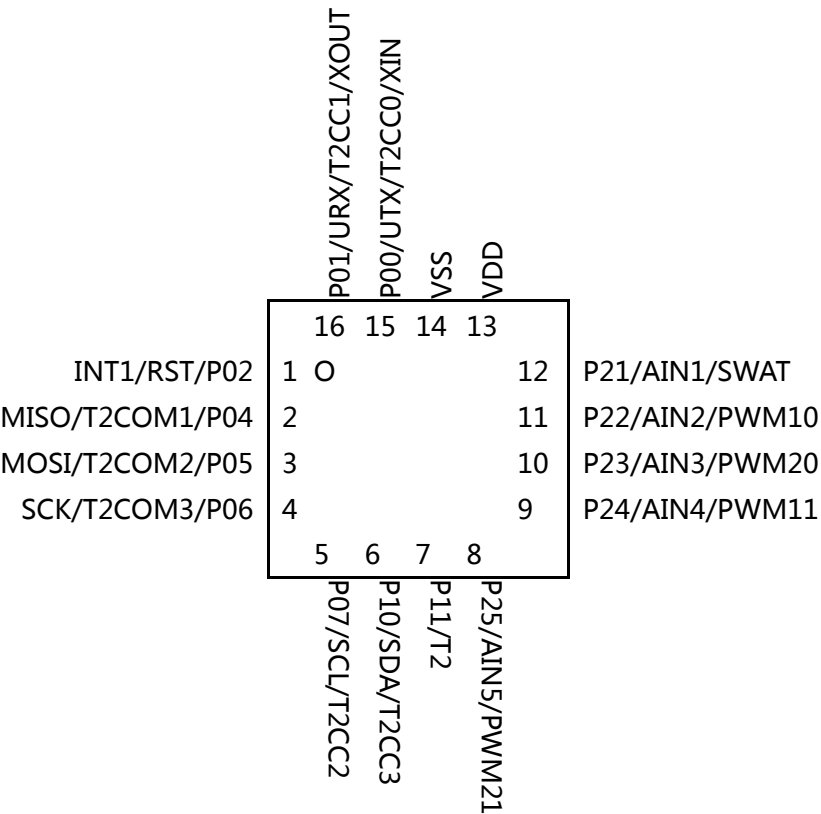 P01/URX/T2CC1/XOUT
P00/UTX/T2CC0/XIN
VSS
VDD
16 15 14 13
INT1/RST/P02 1 O 12 P21/AIN1/SWAT
MISO/T2COM1/P04 2 11 P22/AIN2/PWM10
MOSI/T2COM2/P05 3 10 P23/AIN3/PWM20
SCK/T2COM3/P06 4 9 P24/AIN4/PWM11
5 6 7 8
P07/SCL/T2CC2
P10/SDA/T2CC3
P11/T2
P25/AIN5/PWM21